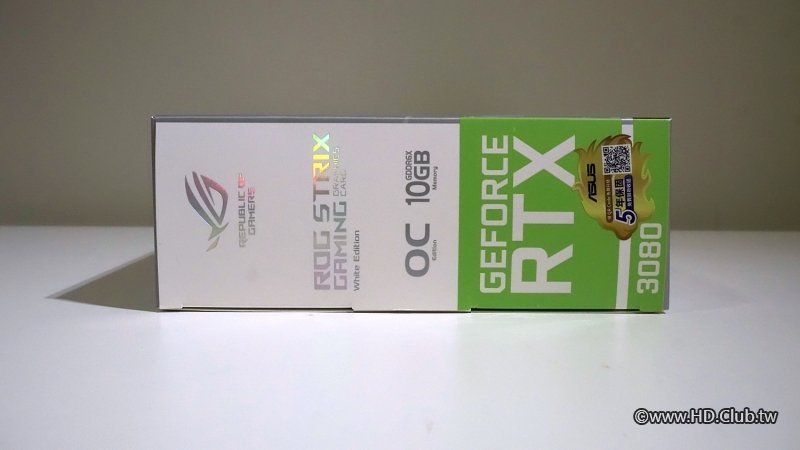 REPUBLIC OF
GAMERS
ROG STRIX
GAMING
GRAPHICS
CARD
White Edition
OC
Edition
10GB
GDDR6X
Memory
GEFORCE
RTX
3080
ASUS
5年保固
©www.HD.Club.tw